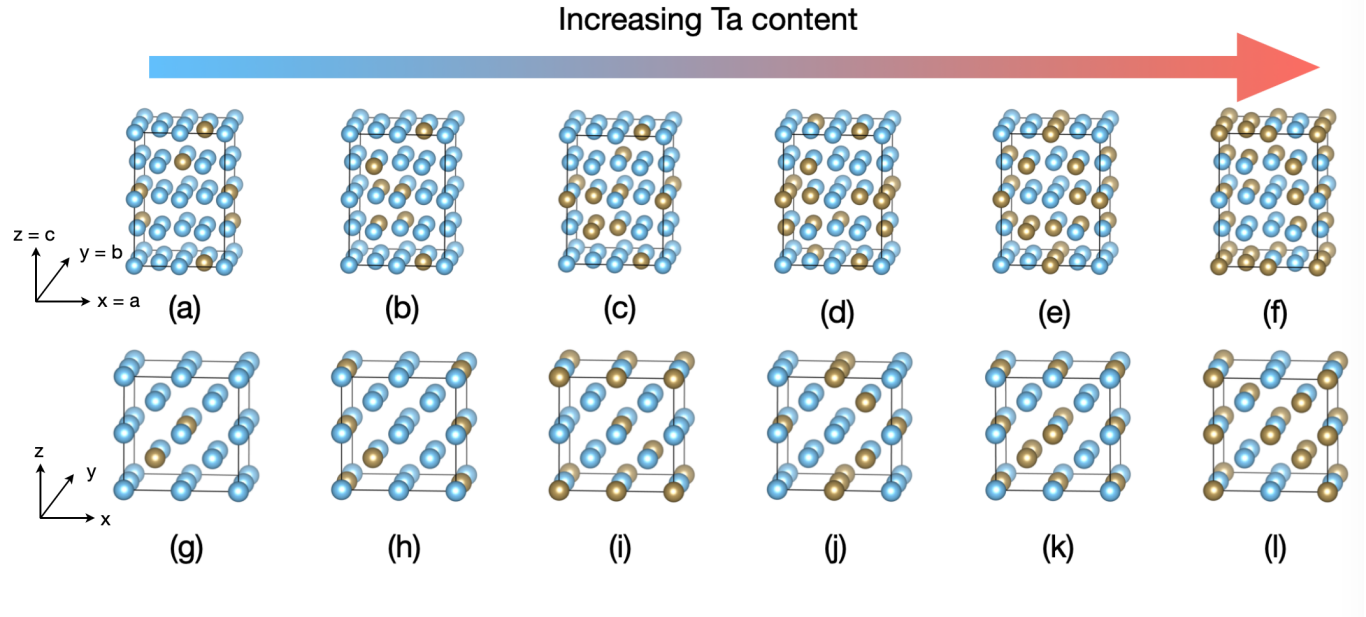 Increasing Ta content
z = c
y = b
x = a
(a) (b) (c) (d) (e) (f)
z
y
x
(g) (h) (i) (j) (k) (l)